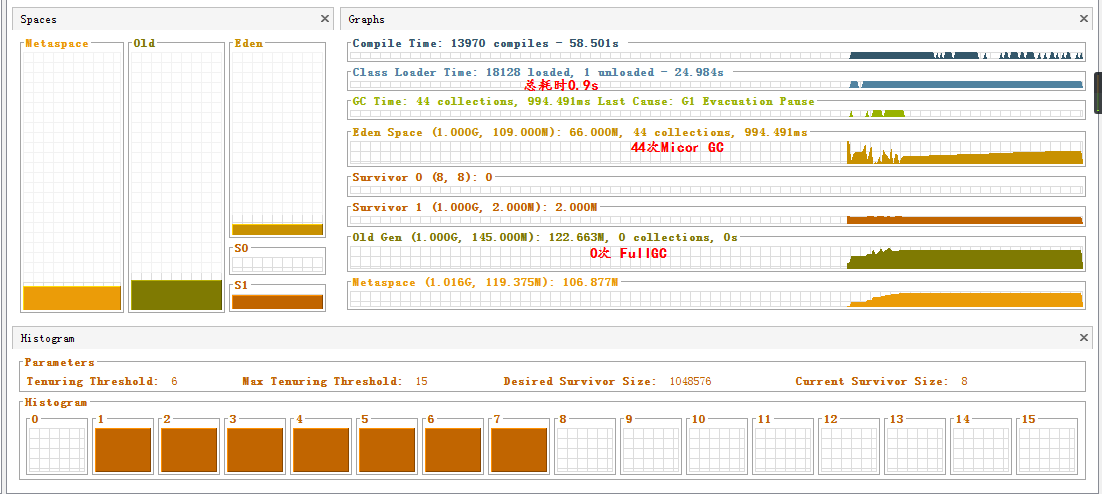 Spaces
Graphs
Metaspace
Old
Eden
S0
S1
Compile Time: 13970 compiles - 58.501s
Class Loader Time: 18128 loaded, 1 unloaded - 24.984s
总耗时0.9s
GC Time: 44 collections, 994.491ms Last Cause: G1 Evacuation Pause
Eden Space (1.000G, 109.000M): 66.000M, 44 collections, 994.491ms
44次Micor GC
Survivor 0 (8, 8): 0
Survivor 1 (1.000G, 2.000M): 2.000M
Old Gen (1.000G, 145.000M): 122.663M, 0 collections, 0s
0次 FullGC
Metaspace (1.016G, 119.375M): 106.877M
Histogram
Parameters
Tenuring Threshold: 6 Max Tenuring Threshold: 15 Desired Survivor Size: 1048576 Current Survivor Size: 8
Histogram
0 1 2 3 4 5 6 7 8 9 10 11 12 13 14 15